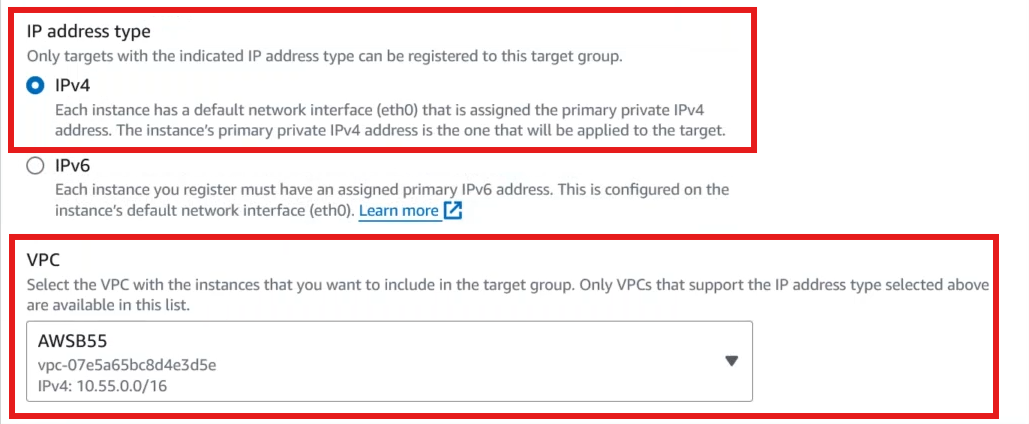 IP address type
Only targets with the indicated IP address type can be registered to this target group.
IPv4
Each instance has a default network interface (eth0) that is assigned the primary private IPv4
address. The instance's primary private IPv4 address is the one that will be applied to the target.
IPv6
Each instance you register must have an assigned primary IPv6 address. This is configured on the
instance's default network interface (eth0). Learn more
VPC
Select the VPC with the instances that you want to include in the target group. Only VPCs that support the IP address type selected above
are available in this list.
AWSB55
vpc-07e5a65bc8d4e3d5e
IPv4: 10.55.0.0/16